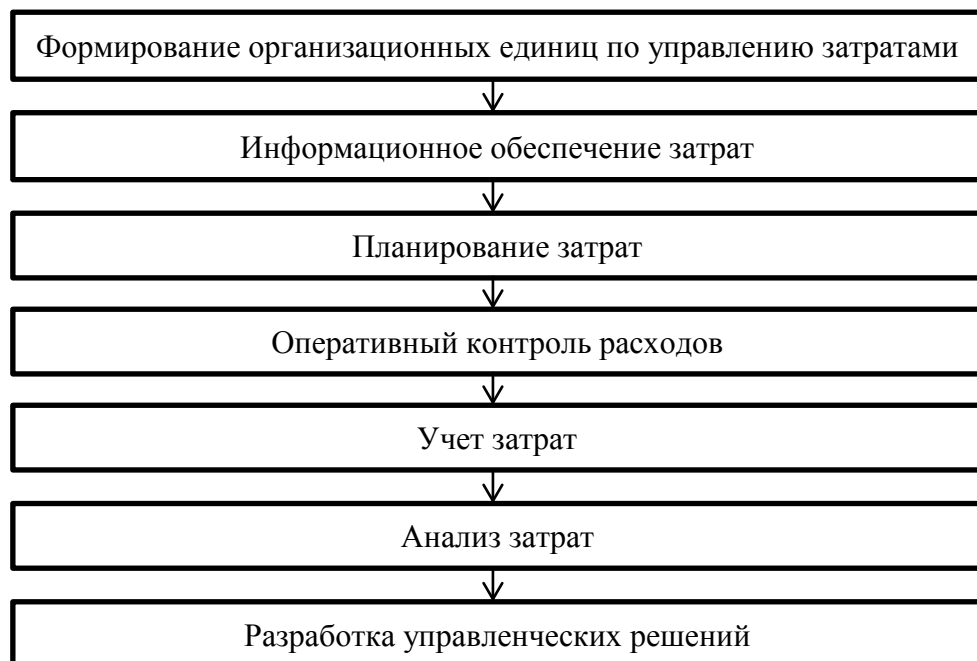 Формирование организационных единиц по управлению затратами
Информационное обеспечение затрат
Планирование затрат
Оперативный контроль расходов
Учет затрат
Анализ затрат
Разработка управленческих решений